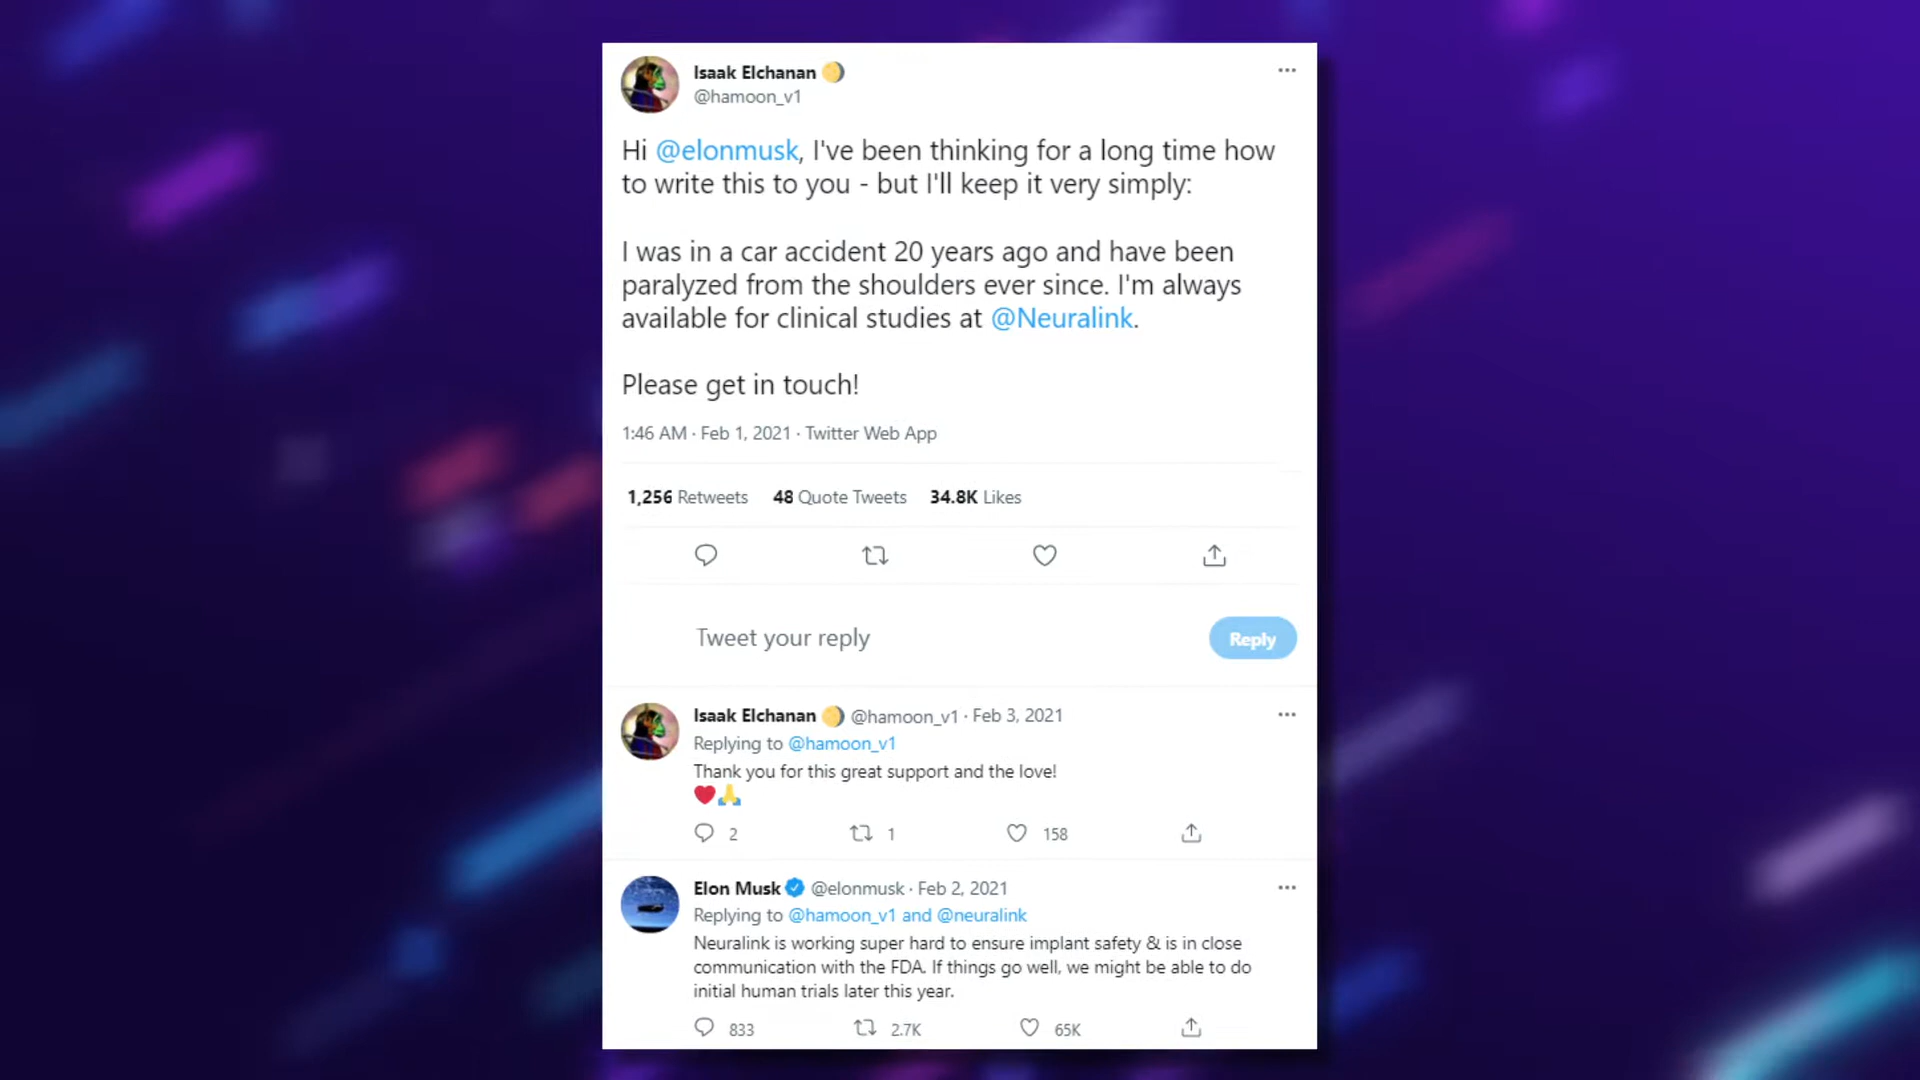 Isaak Elchanan 🌖
@hamoon_v1
Hi @elonmusk, I've been thinking for a long time how
to write this to you - but I'll keep it very simply:
I was in a car accident 20 years ago and have been
paralyzed from the shoulders ever since. I'm always
available for clinical studies at @Neuralink.
Please get in touch!
1:46 AM · Feb 1, 2021 · Twitter Web App
1,256 Retweets 48 Quote Tweets 34.8K Likes
Tweet your reply
Reply
Isaak Elchanan 🌖 @hamoon_v1 · Feb 3, 2021
Replying to @hamoon_v1
Thank you for this great support and the love!
❤️🙏
2 1 158
Elon Musk @elonmusk · Feb 2, 2021
Replying to @hamoon_v1 and @neuralink
Neuralink is working super hard to ensure implant safety & is in close
communication with the FDA. If things go well, we might be able to do
initial human trials later this year.
833 2.7K 65K